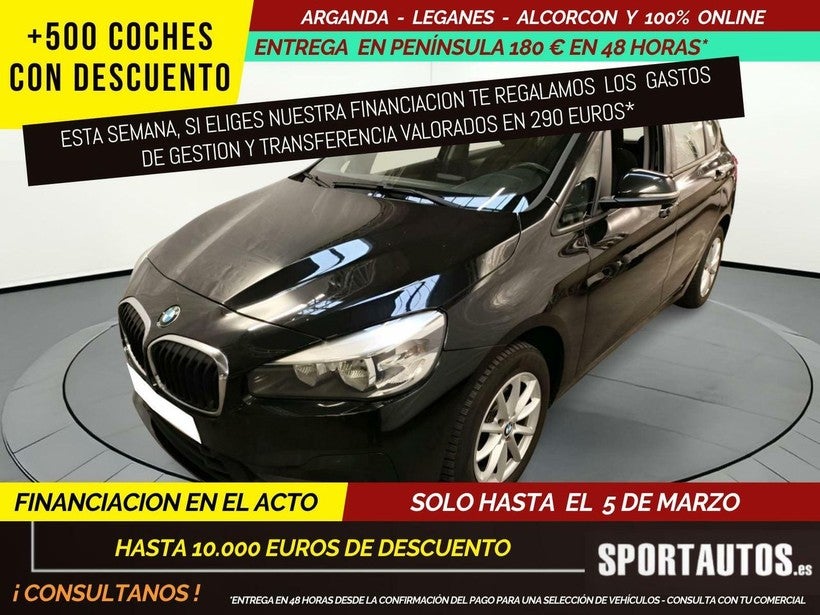 +500 COCHES
CON DESCUENTO
ARGANDA - LEGANES - ALCORCON Y 100% ONLINE
ENTREGA EN PENÍNSULA 180 € EN 48 HORAS*
ESTA SEMANA, SI ELIGES NUESTRA FINANCIACION TE REGALAMOS LOS GASTOS
DE GESTION Y TRANSFERENCIA VALORADOS EN 290 EUROS*
FINANCIACION EN EL ACTO
SOLO HASTA EL 5 DE MARZO
HASTA 10.000 EUROS DE DESCUENTO
SPORTAUTOS.es
¡ CONSULTANOS !
*ENTREGA EN 48 HORAS DESDE LA CONFIRMACIÓN DEL PAGO PARA UNA SELECCIÓN DE VEHÍCULOS - CONSULTA CON TU COMERCIAL